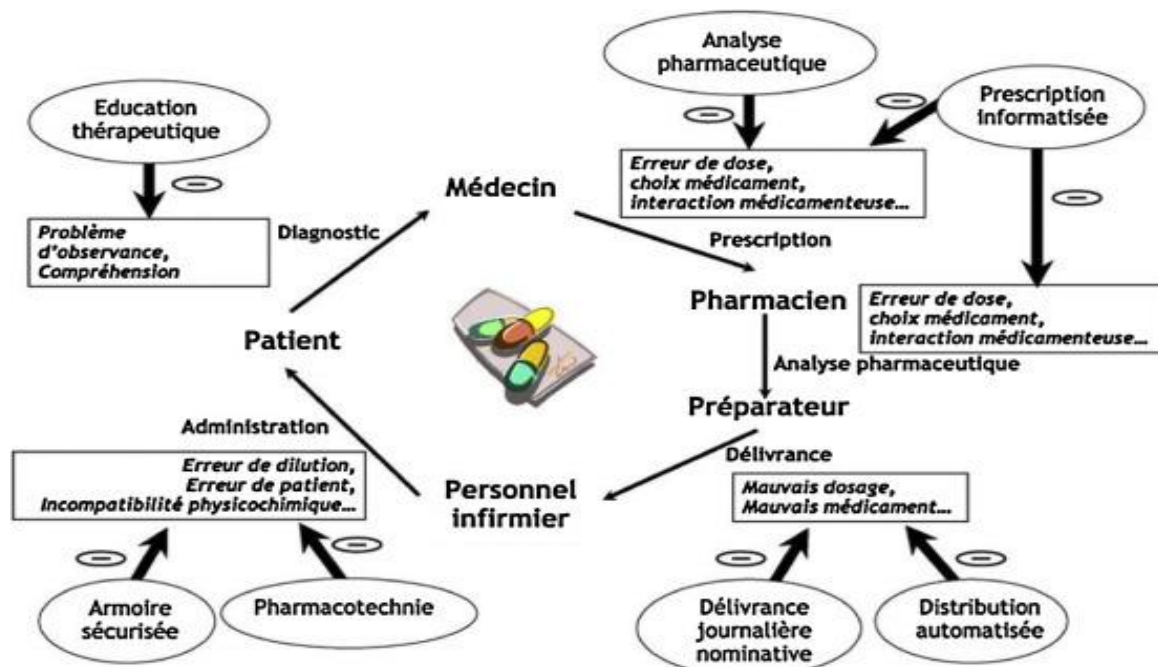 Analyse
pharmaceutique
Education
thérapeutique
Prescription
informatisée
Erreur de dose,
choix médicament,
interaction médicamenteuse...
Médecin
Problème
d'observance,
Compréhension
Diagnostic
Prescription
Pharmacien
Erreur de dose,
choix médicament,
interaction médicamenteuse...
Patient
Analyse pharmaceutique
Préparateur
Administration
Délivrance
Erreur de dilution,
Erreur de patient,
Incompatibilité physicochimique...
Personnel
infirmier
Mauvais dosage,
Mauvais médicament...
Armoire
sécurisée
Pharmacotechnie
Délivrance
journalière
nominative
Distribution
automatisée